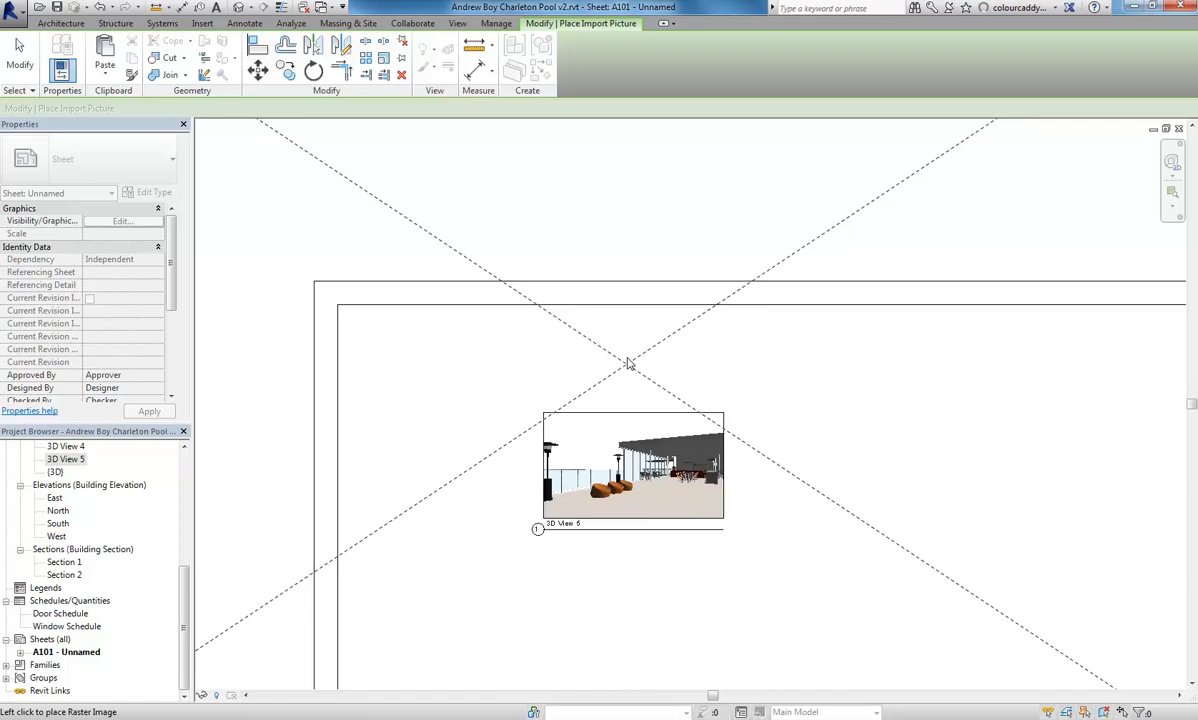 Andrew Boy Charleton Pool v2.rvt - Sheet: A101 - Unnamed
Type a keyword or phrase
colourcaddy...
Architecture Structure Systems Insert Annotate Analyze Massing & Site Collaborate View Manage Modify | Place Import Picture
Modify
Paste
Cope
Cut
Join
Select Properties Clipboard Geometry Modify View Measure Create
Modify | Place Import Picture
Properties
Sheet
Sheet: Unnamed
Edit Type
Graphics
Visibility/Graphic... Edit...
Scale
Identity Data
Dependency Independent
Referencing Sheet
Referencing Detail
Current Revision I...
Current Revision I...
Current Revision I...
Current Revision ...
Current Revision ...
Current Revision
Approved By Approver
Designed By Designer
Checked By Checker
Properties help
Apply
Project Browser - Andrew Boy Charleton Pool ...
3D View 4
3D View 5
{3D}
Elevations (Building Elevation)
East
North
South
West
Sections (Building Section)
Section 1
Section 2
Legends
Schedules/Quantities
Door Schedule
Window Schedule
Sheets (all)
A101 - Unnamed
Families
Groups
Revit Links
1
3D View 5
Left click to place Raster Image
:0
Main Model
:0